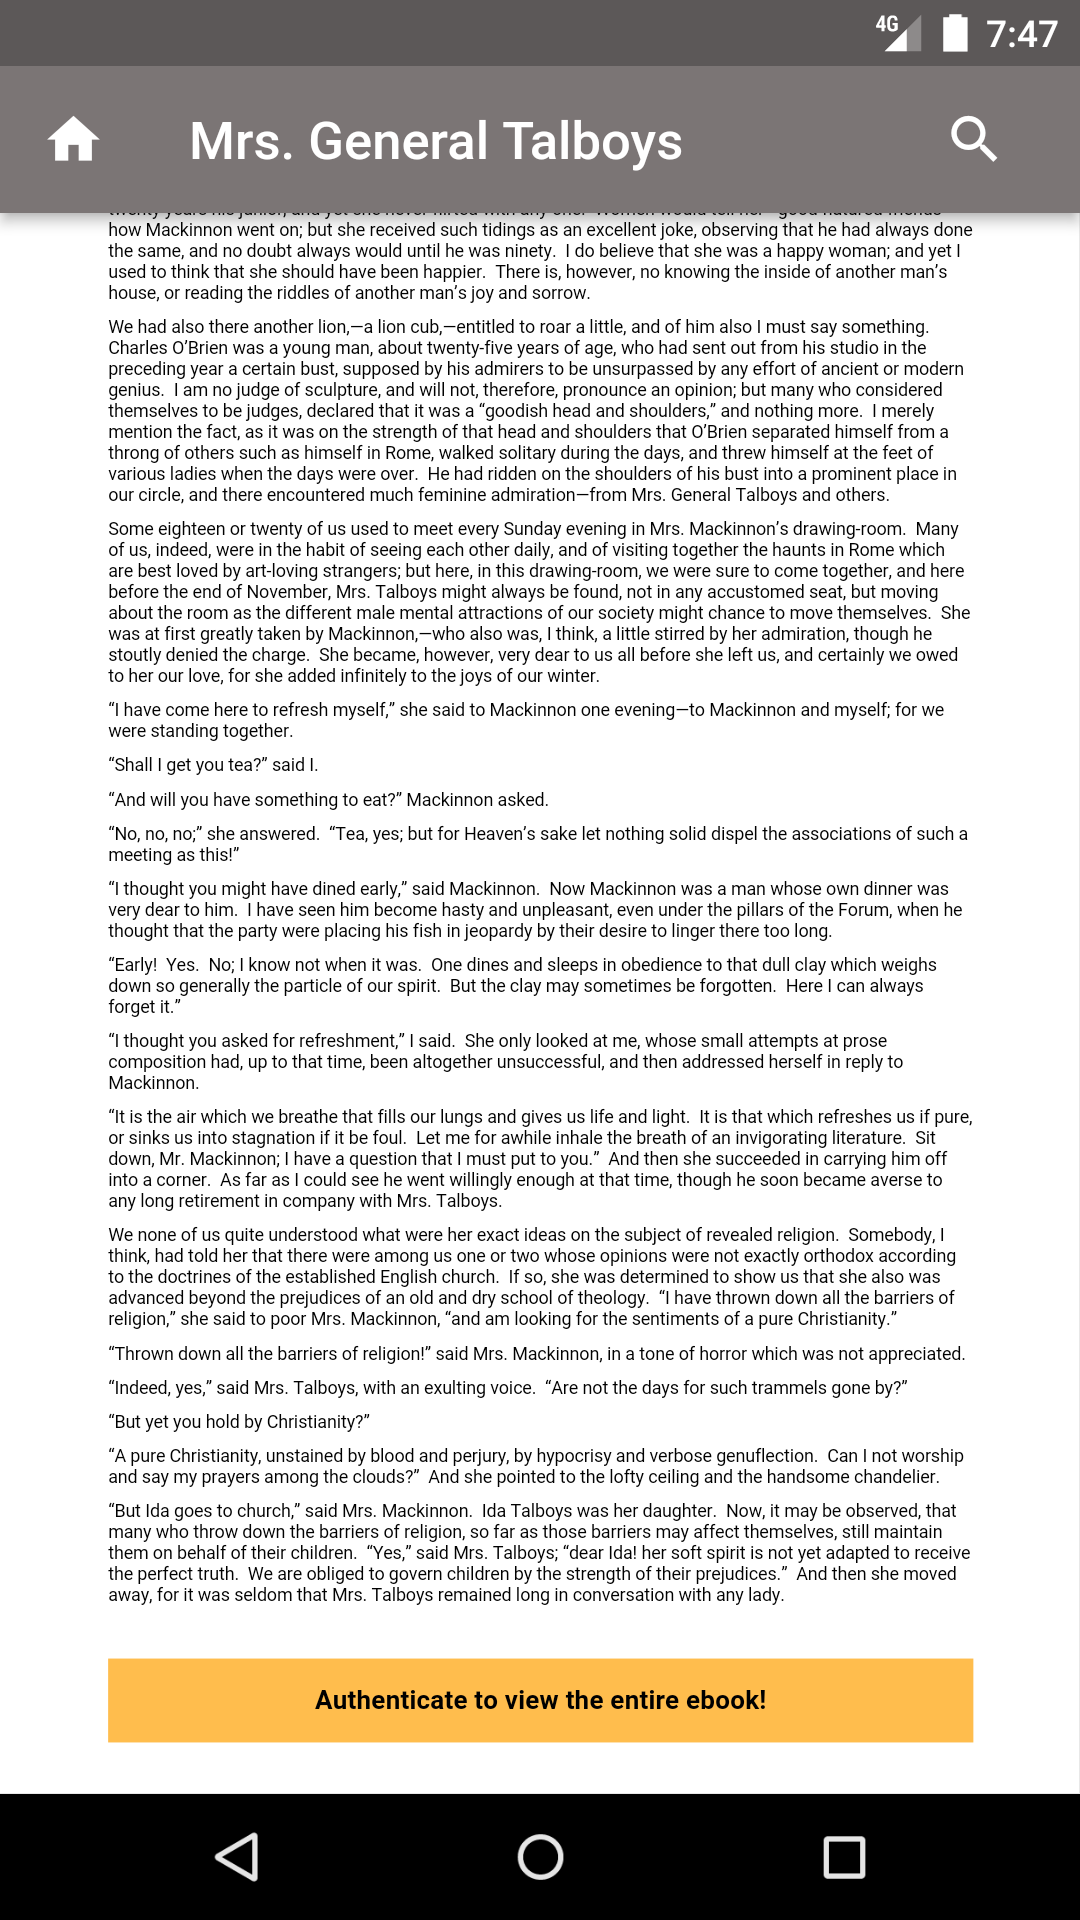 4G 7:47
Mrs. General Talboys
how Mackinnon went on; but she received such tidings as an excellent joke, observing that he had always done
the same, and no doubt always would until he was ninety.  I do believe that she was a happy woman; and yet I
used to think that she should have been happier.  There is, however, no knowing the inside of another man’s
house, or reading the riddles of another man’s joy and sorrow.
We had also there another lion,—a lion cub,—entitled to roar a little, and of him also I must say something.
Charles O’Brien was a young man, about twenty-five years of age, who had sent out from his studio in the
preceding year a certain bust, supposed by his admirers to be unsurpassed by any effort of ancient or modern
genius.  I am no judge of sculpture, and will not, therefore, pronounce an opinion; but many who considered
themselves to be judges, declared that it was a “goodish head and shoulders,” and nothing more.  I merely
mention the fact, as it was on the strength of that head and shoulders that O’Brien separated himself from a
throng of others such as himself in Rome, walked solitary during the days, and threw himself at the feet of
various ladies when the days were over.  He had ridden on the shoulders of his bust into a prominent place in
our circle, and there encountered much feminine admiration—from Mrs. General Talboys and others.
Some eighteen or twenty of us used to meet every Sunday evening in Mrs. Mackinnon’s drawing-room.  Many
of us, indeed, were in the habit of seeing each other daily, and of visiting together the haunts in Rome which
are best loved by art-loving strangers; but here, in this drawing-room, we were sure to come together, and here
before the end of November, Mrs. Talboys might always be found, not in any accustomed seat, but moving
about the room as the different male mental attractions of our society might chance to move themselves.  She
was at first greatly taken by Mackinnon,—who also was, I think, a little stirred by her admiration, though he
stoutly denied the charge.  She became, however, very dear to us all before she left us, and certainly we owed
to her our love, for she added infinitely to the joys of our winter.
“I have come here to refresh myself,” she said to Mackinnon one evening—to Mackinnon and myself; for we
were standing together.
“Shall I get you tea?” said I.
“And will you have something to eat?” Mackinnon asked.
“No, no, no;” she answered.  “Tea, yes; but for Heaven’s sake let nothing solid dispel the associations of such a
meeting as this!”
“I thought you might have dined early,” said Mackinnon.  Now Mackinnon was a man whose own dinner was
very dear to him.  I have seen him become hasty and unpleasant, even under the pillars of the Forum, when he
thought that the party were placing his fish in jeopardy by their desire to linger there too long.
“Early!  Yes.  No; I know not when it was.  One dines and sleeps in obedience to that dull clay which weighs
down so generally the particle of our spirit.  But the clay may sometimes be forgotten.  Here I can always
forget it.”
“I thought you asked for refreshment,” I said.  She only looked at me, whose small attempts at prose
composition had, up to that time, been altogether unsuccessful, and then addressed herself in reply to
Mackinnon.
“It is the air which we breathe that fills our lungs and gives us life and light.  It is that which refreshes us if pure,
or sinks us into stagnation if it be foul.  Let me for awhile inhale the breath of an invigorating literature.  Sit
down, Mr. Mackinnon; I have a question that I must put to you.”  And then she succeeded in carrying him off
into a corner.  As far as I could see he went willingly enough at that time, though he soon became averse to
any long retirement in company with Mrs. Talboys.
We none of us quite understood what were her exact ideas on the subject of revealed religion.  Somebody, I
think, had told her that there were among us one or two whose opinions were not exactly orthodox according
to the doctrines of the established English church.  If so, she was determined to show us that she also was
advanced beyond the prejudices of an old and dry school of theology.  “I have thrown down all the barriers of
religion,” she said to poor Mrs. Mackinnon, “and am looking for the sentiments of a pure Christianity.”
“Thrown down all the barriers of religion!” said Mrs. Mackinnon, in a tone of horror which was not appreciated.
“Indeed, yes,” said Mrs. Talboys, with an exulting voice.  “Are not the days for such trammels gone by?”
“But yet you hold by Christianity?”
“A pure Christianity, unstained by blood and perjury, by hypocrisy and verbose genuflection.  Can I not worship
and say my prayers among the clouds?”  And she pointed to the lofty ceiling and the handsome chandelier.
“But Ida goes to church,” said Mrs. Mackinnon.  Ida Talboys was her daughter.  Now, it may be observed, that
many who throw down the barriers of religion, so far as those barriers may affect themselves, still maintain
them on behalf of their children.  “Yes,” said Mrs. Talboys; “dear Ida! her soft spirit is not yet adapted to receive
the perfect truth.  We are obliged to govern children by the strength of their prejudices.”  And then she moved
away, for it was seldom that Mrs. Talboys remained long in conversation with any lady.
Authenticate to view the entire ebook!